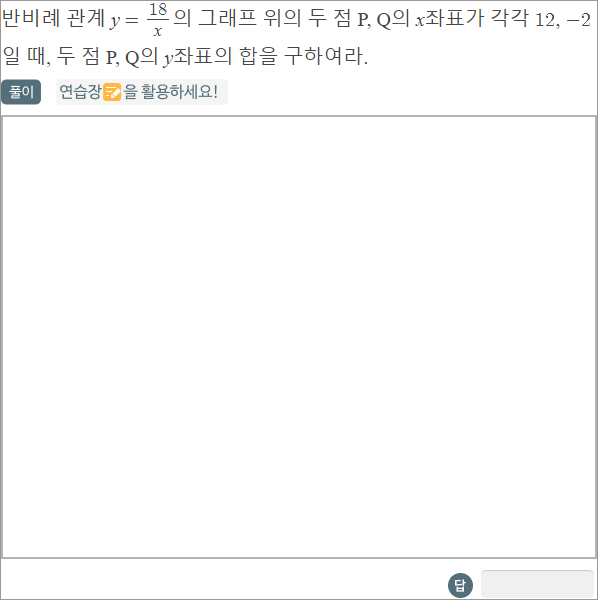 반비례 관계 y = 18/x 의 그래프 위의 두 점 P, Q의 x좌표가 각각 12, −2
일 때, 두 점 P, Q의 y좌표의 합을 구하여라.
풀이 연습장 을 활용하세요!
답